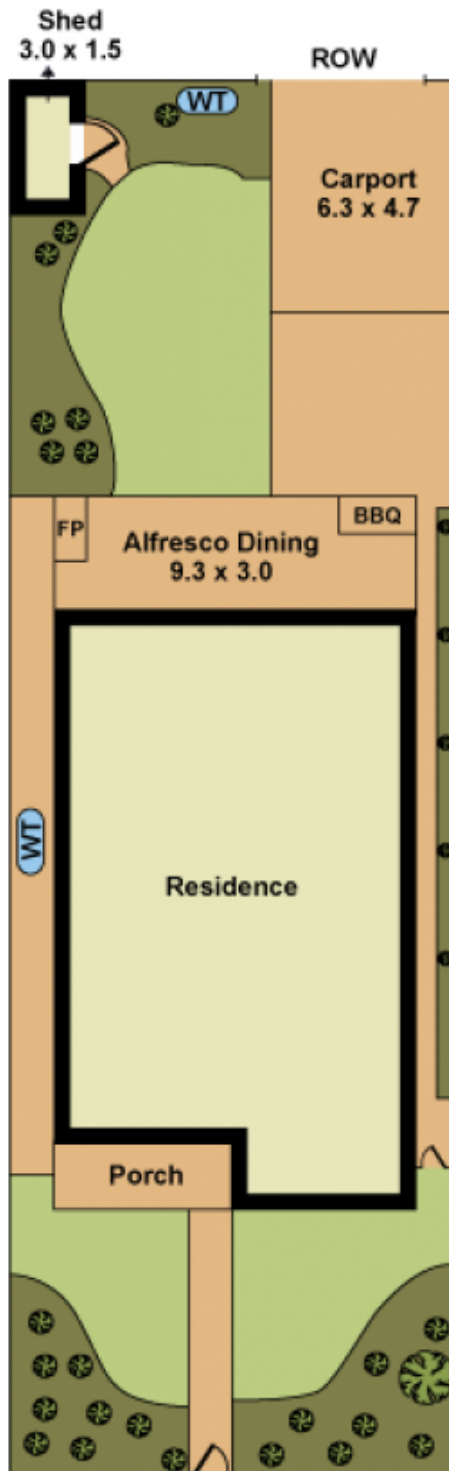 Shed
3.0 x 1.5
ROW
WT
Carport
6.3 x 4.7
FP
BBQ
Alfresco Dining
9.3 x 3.0
WT
Residence
Porch